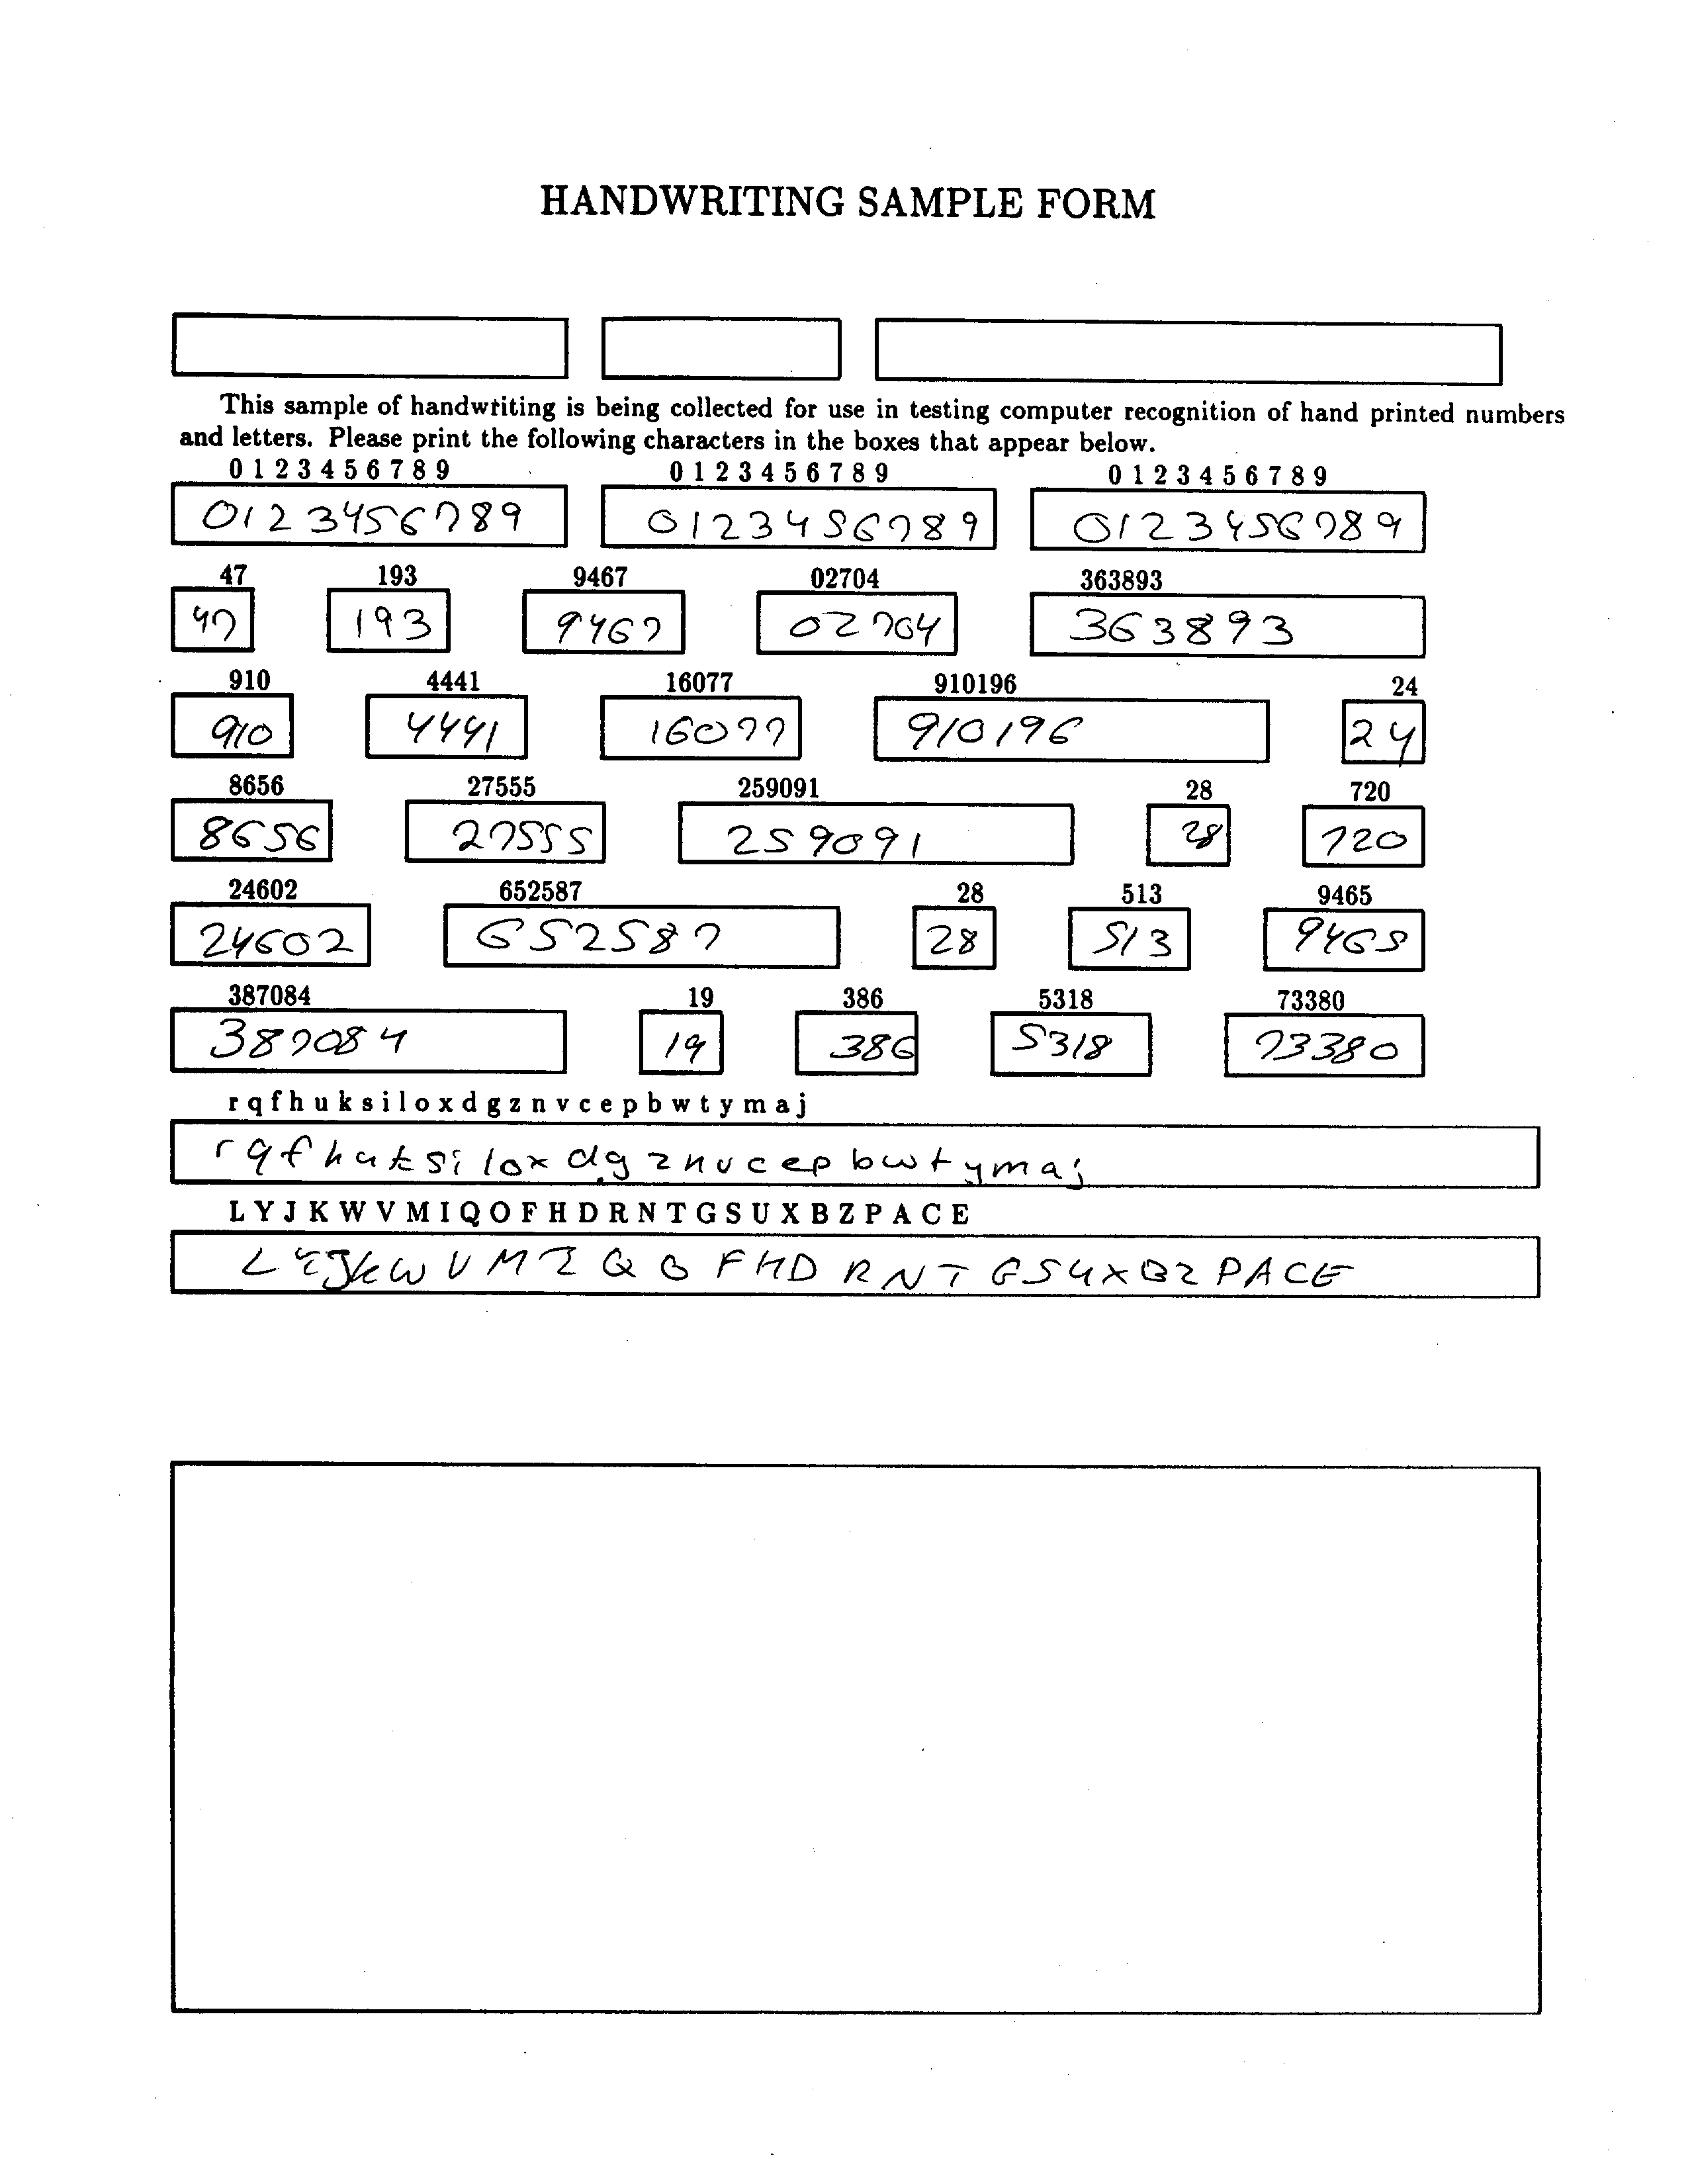 HANDWRITING SAMPLE FORM
This sample of handwriting is being collected for use in testing computer recognition of hand printed numbers
and letters. Please print the following characters in the boxes that appear below.
0 1 2 3 4 5 6 7 8 9 0 1 2 3 4 5 6 7 8 9 0 1 2 3 4 5 6 7 8 9
0123456789 0123456789 0123456789
47 193 9467 02704 363893
47 193 9467 02704 363893
910 4441 16077 910196 24
910 4441 16077 910196 24
8656 27555 259091 28 720
8656 27555 259091 28 720
24602 652587 28 513 9465
24602 652587 28 513 9465
387084 19 386 5318 73380
387084 19 386 5318 73380
r q f h u k s i l o x d g z n v c e p b w t y m a j
r q f h u k s i l o x d g z n v c e p b w t y m a j
L Y J K W V M I Q O F H D R N T G S U X B Z P A C E
L Y J K W V M I Q O F H D R N T G S U X B Z P A C E